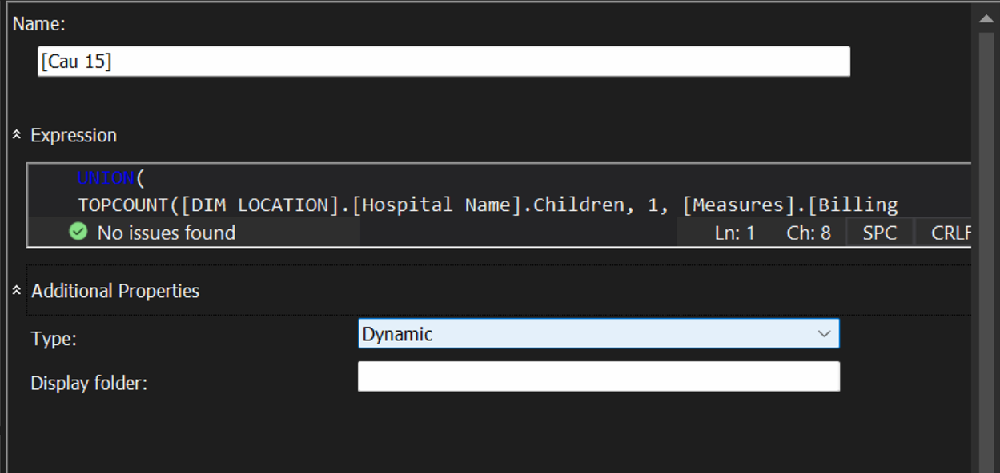 Name:
[Cau 15]
Expression
UNION(
TOPCOUNT([DIM LOCATION].[Hospital Name].Children, 1, [Measures].[Billing
No issues found Ln: 1 Ch: 8 SPC CRLF
Additional Properties
Type: Dynamic
Display folder: